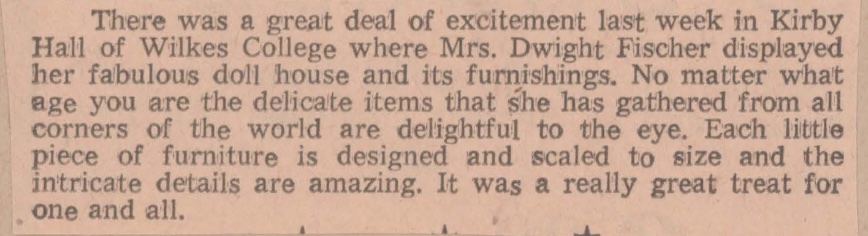 There was a great deal of excitement last week in Kirby
Hall of Wilkes College where Mrs. Dwight Fischer displayed
her fabulous doll house and its furnishings. No matter what
age you are the delicate items that she has gathered from all
corners of the world are delightful to the eye. Each little
piece of furniture is designed and scaled to size and the
intricate details are amazing. It was a really great treat for
one and all.